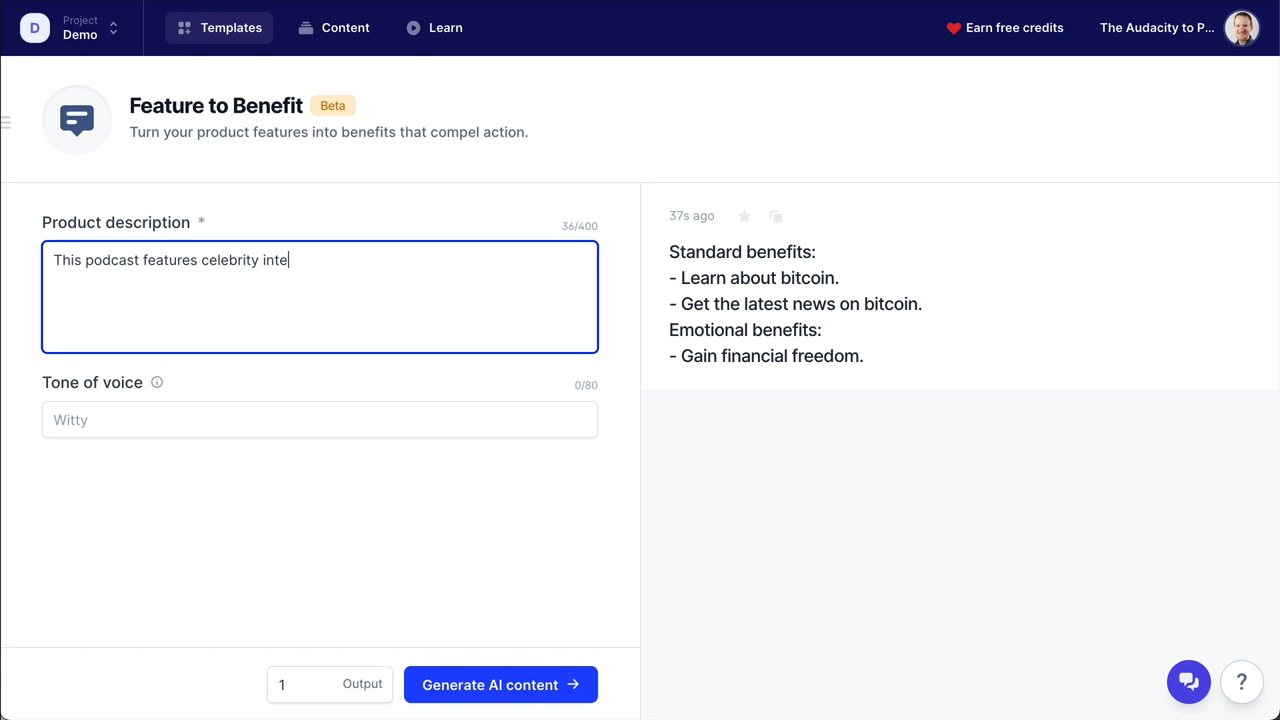 D
Project
Demo
Templates
Content
Learn
Earn free credits
The Audacity to P...
Feature to Benefit
Beta
Turn your product features into benefits that compel action.
Product description *
36/400
This podcast features celebrity inte
Tone of voice
0/80
Witty
1 Output
Generate AI content →
37s ago
Standard benefits:
- Learn about bitcoin.
- Get the latest news on bitcoin.
Emotional benefits:
- Gain financial freedom.
?